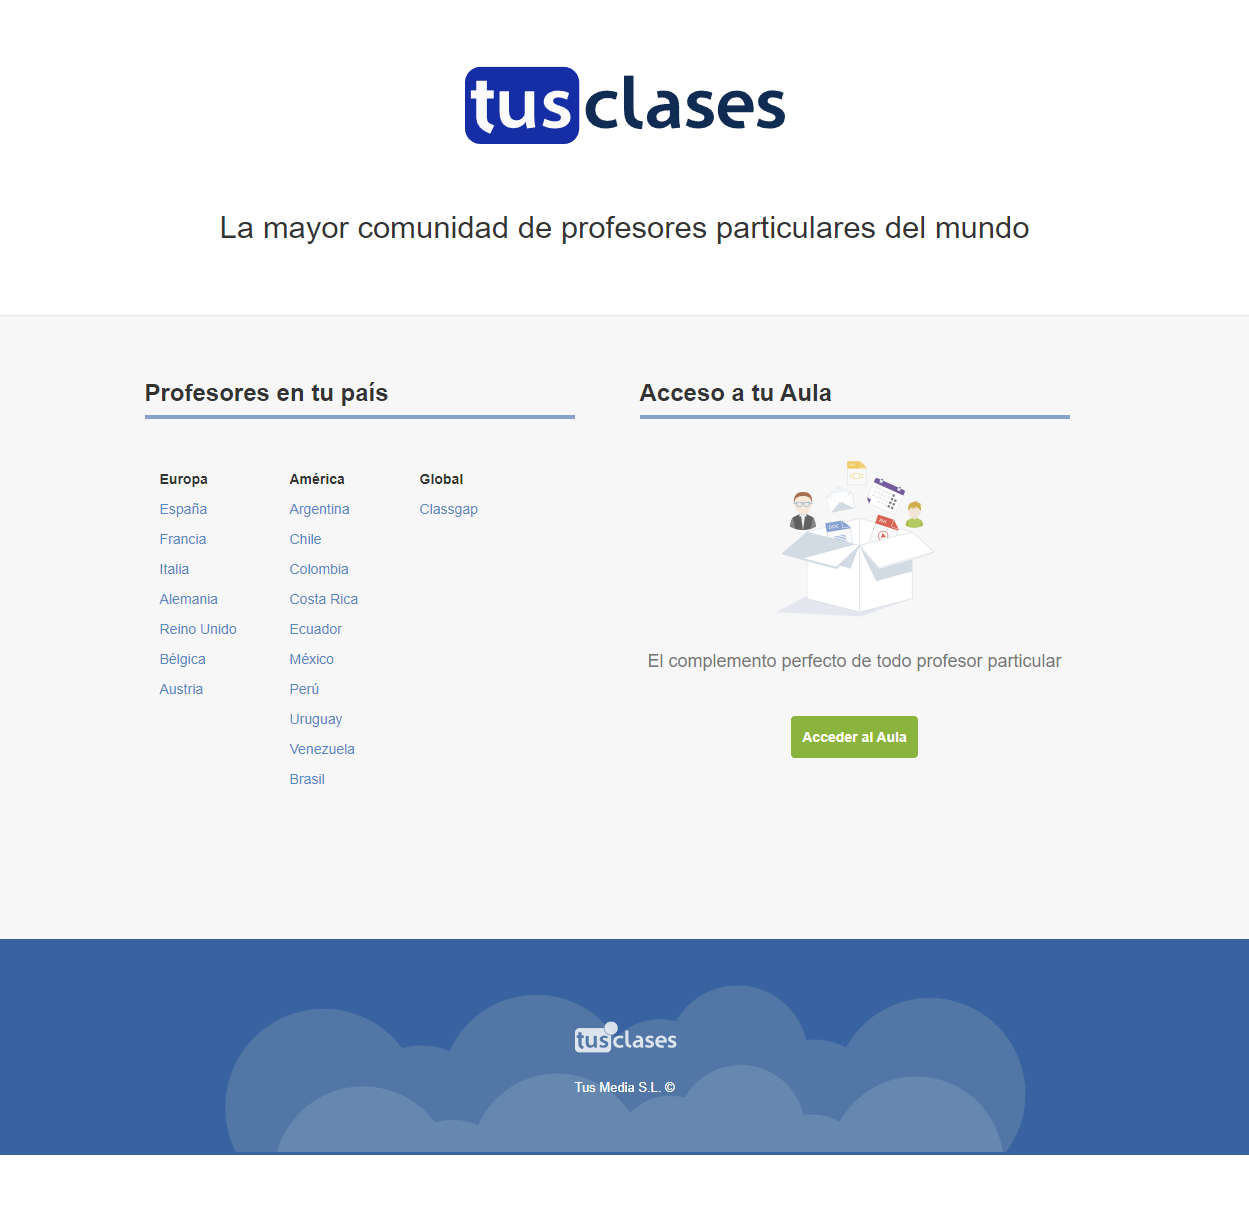 tusclases
La mayor comunidad de profesores particulares del mundo
Profesores en tu país
Europa
España
Francia
Italia
Alemania
Reino Unido
Bélgica
Austria
América
Argentina
Chile
Colombia
Costa Rica
Ecuador
México
Perú
Uruguay
Venezuela
Brasil
Global
Classgap
Acceso a tu Aula
DOC
AVI
El complemento perfecto de todo profesor particular
Acceder al Aula
tusclases
Tus Media S.L. ©